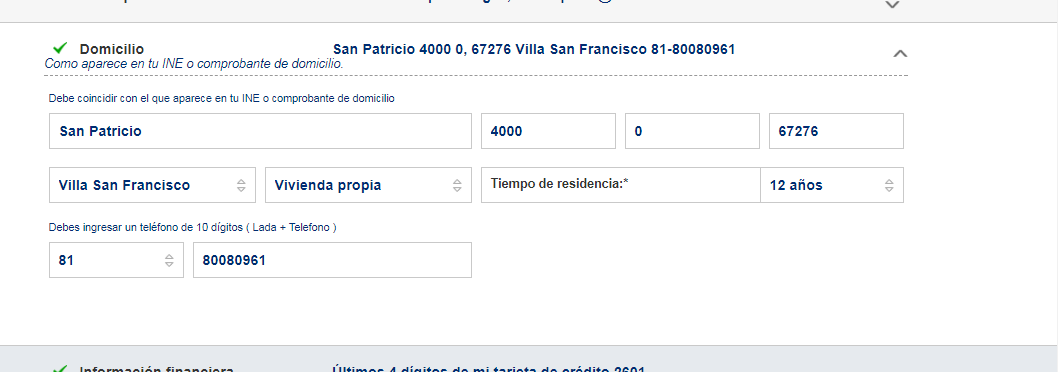 Domicilio San Patricio 4000 0, 67276 Villa San Francisco 81-80080961
Como aparece en tu INE o comprobante de domicilio.
Debe coincidir con el que aparece en tu INE o comprobante de domicilio
San Patricio 4000 0 67276
Villa San Francisco Vivienda propia Tiempo de residencia:* 12 años
Debes ingresar un teléfono de 10 dígitos ( Lada + Telefono )
81 80080961
Información financiera Últimos 4 dígitos de mi tarjeta de crédito 2601